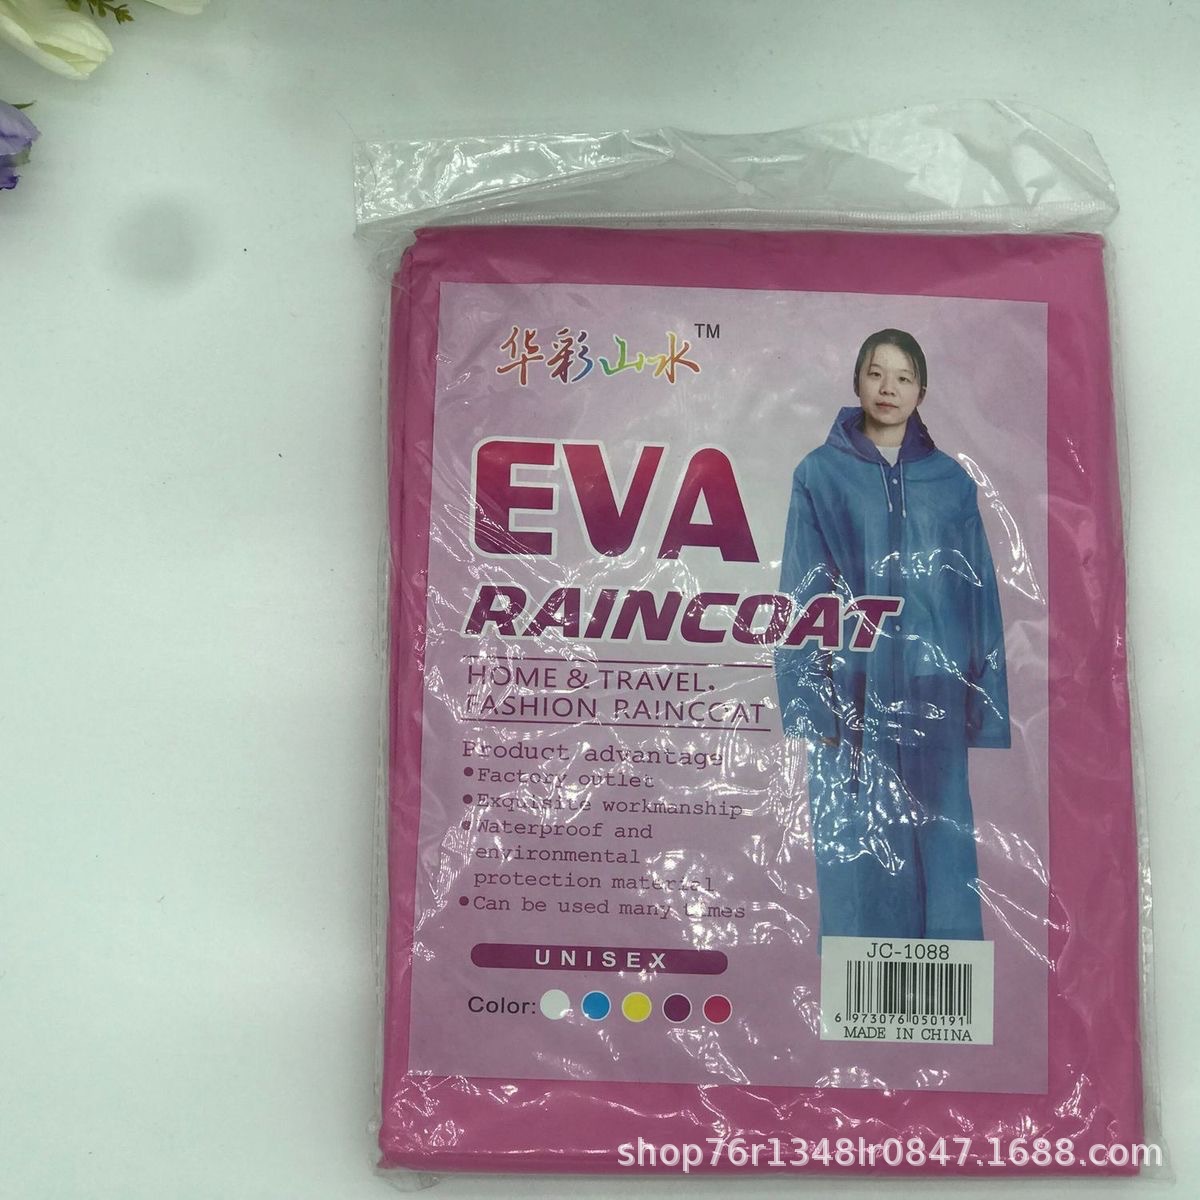 华彩山水™
EVA
RAINCOAT
HOME & TRAVEL.
FASHION RAINCOAT
Product advantage
●Factory outlet
●Exquisite workmanship
●Waterproof and
environmental
protection material
●Can be used many times
UNISEX
Color:
JC-1088
6 973076 050191
MADE IN CHINA
shop76r1348lr0847.1688.com